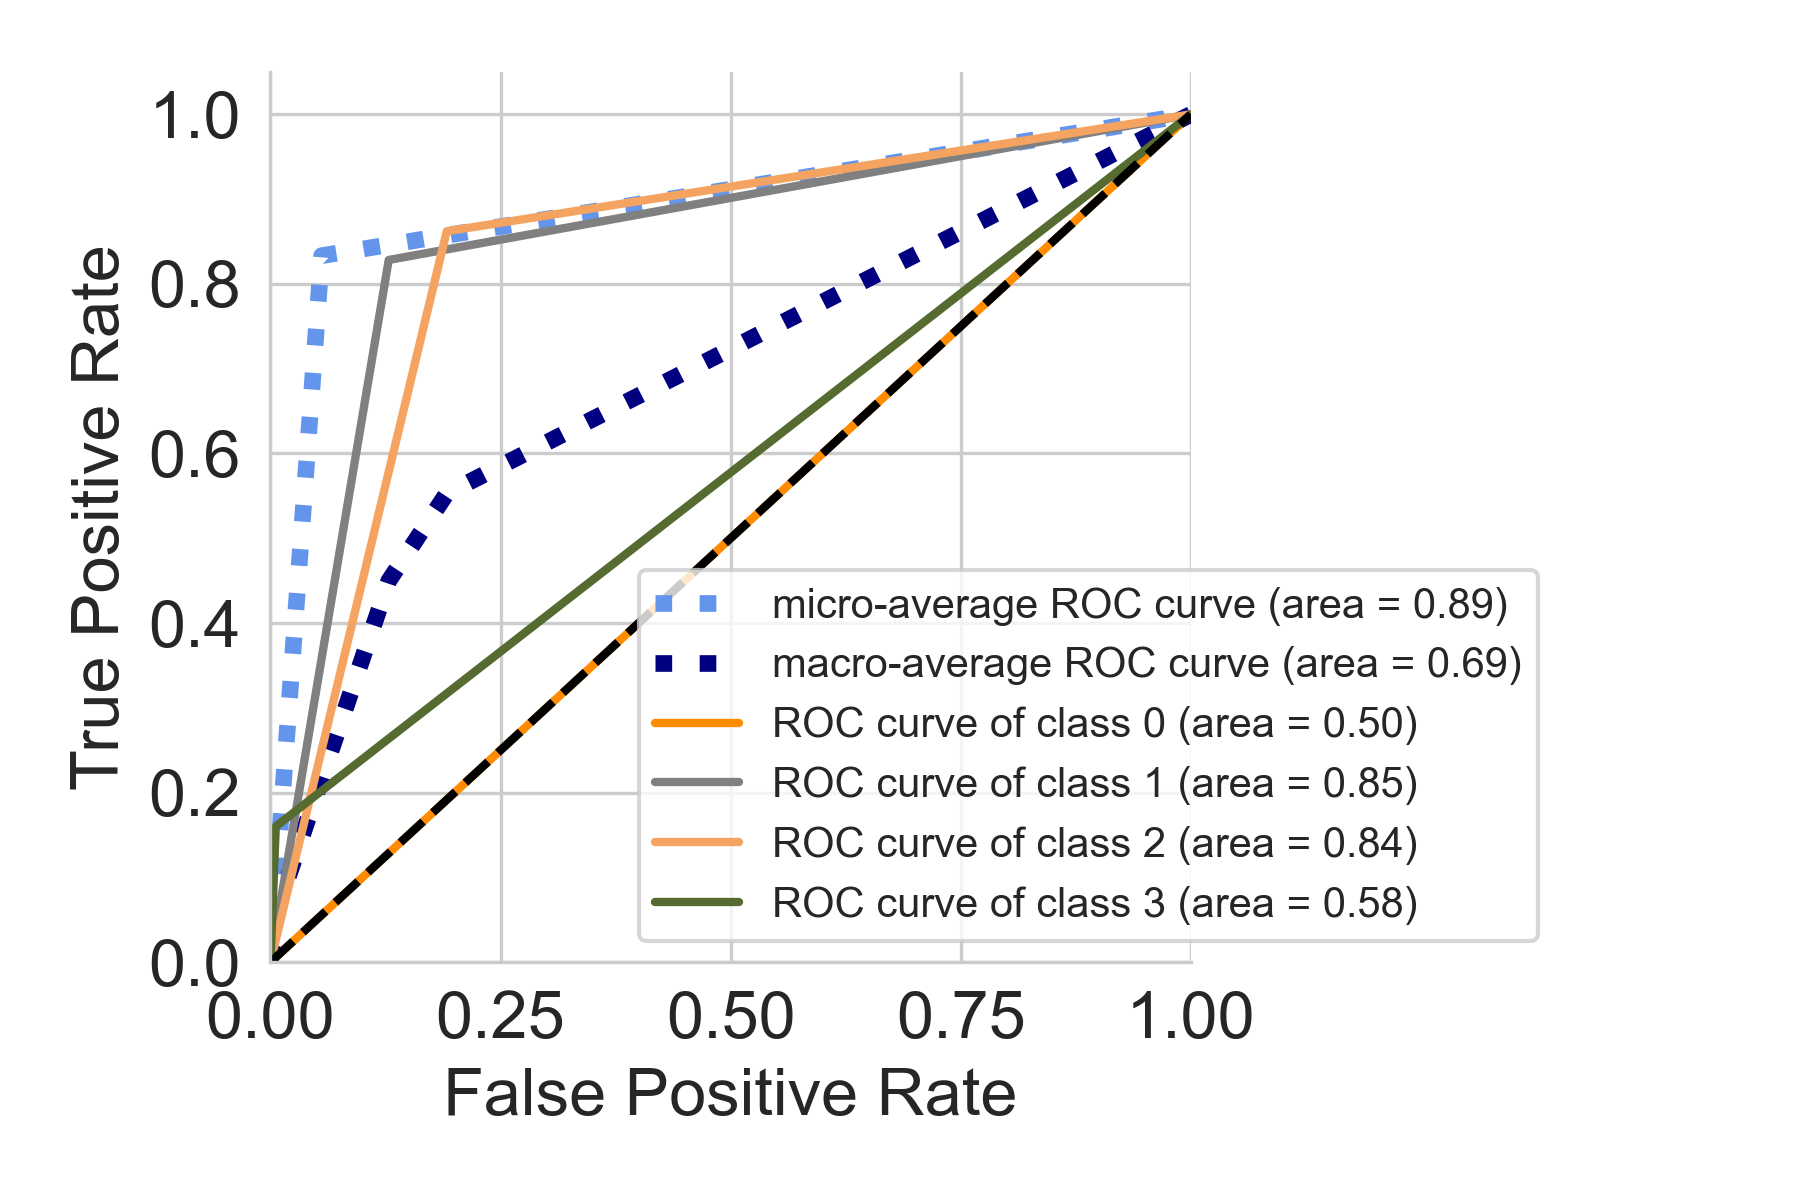 True Positive Rate
1.0
0.8
0.6
0.4
0.2
0.0
0.00 0.25 0.50 0.75 1.00
False Positive Rate
micro-average ROC curve (area = 0.89)
macro-average ROC curve (area = 0.69)
ROC curve of class 0 (area = 0.50)
ROC curve of class 1 (area = 0.85)
ROC curve of class 2 (area = 0.84)
ROC curve of class 3 (area = 0.58)